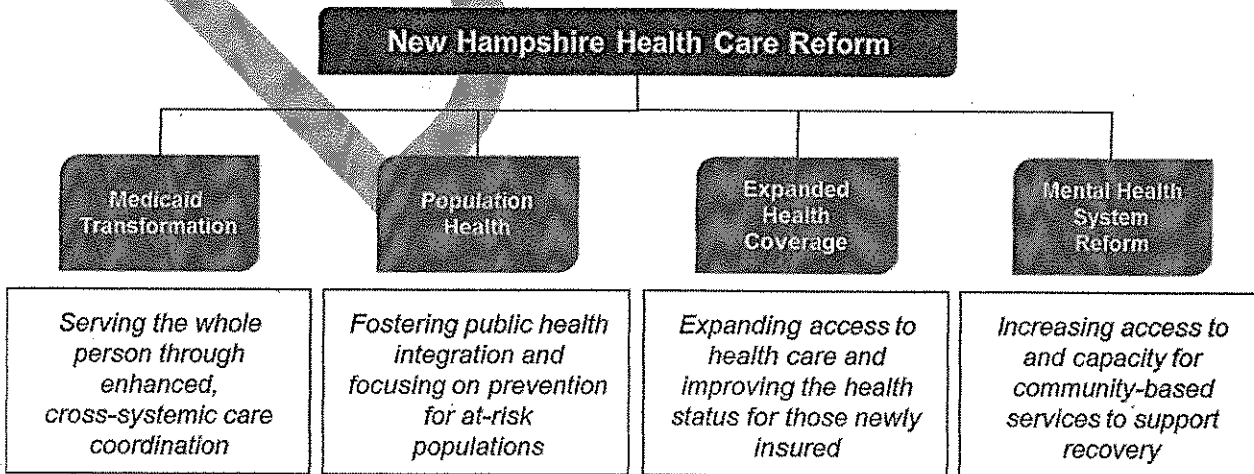 New Hampshire Health Care Reform
Medicaid
Transformation
Population
Health
Expanded
Health
Coverage
Mental Health
System
Reform
Serving the whole
person through
enhanced,
cross-systemic care
coordination
Fostering public health
integration and
focusing on prevention
for at-risk
populations
Expanding access to
health care and
improving the health
status for those newly
insured
Increasing access to
and capacity for
community-based
services to support
recovery